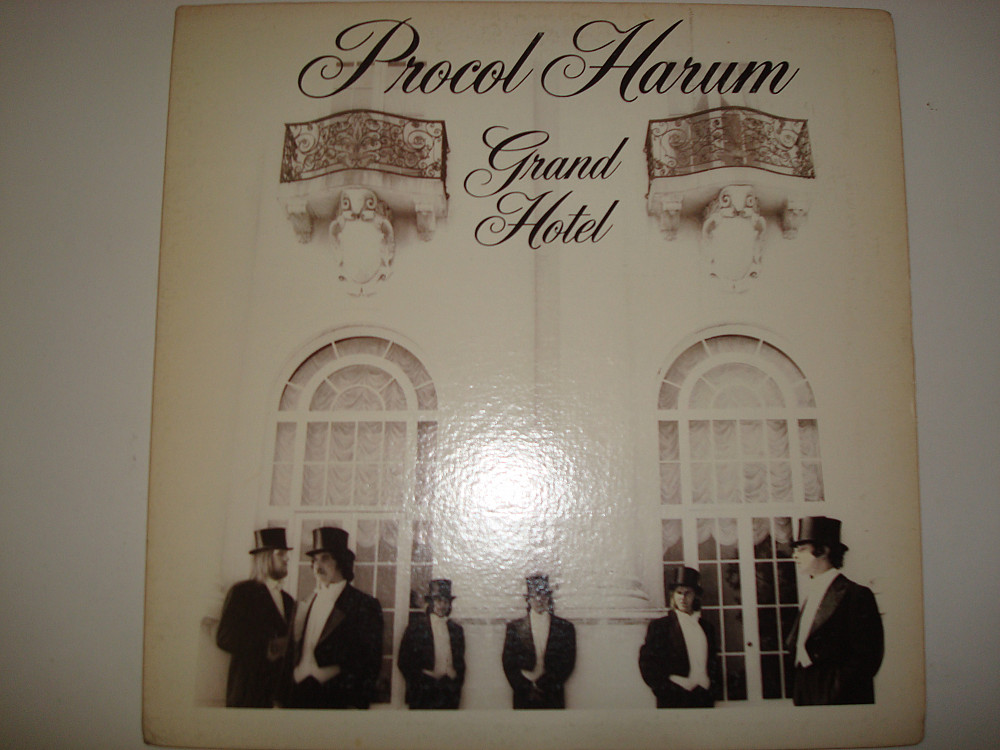 Procol Harum
Grand
Hotel